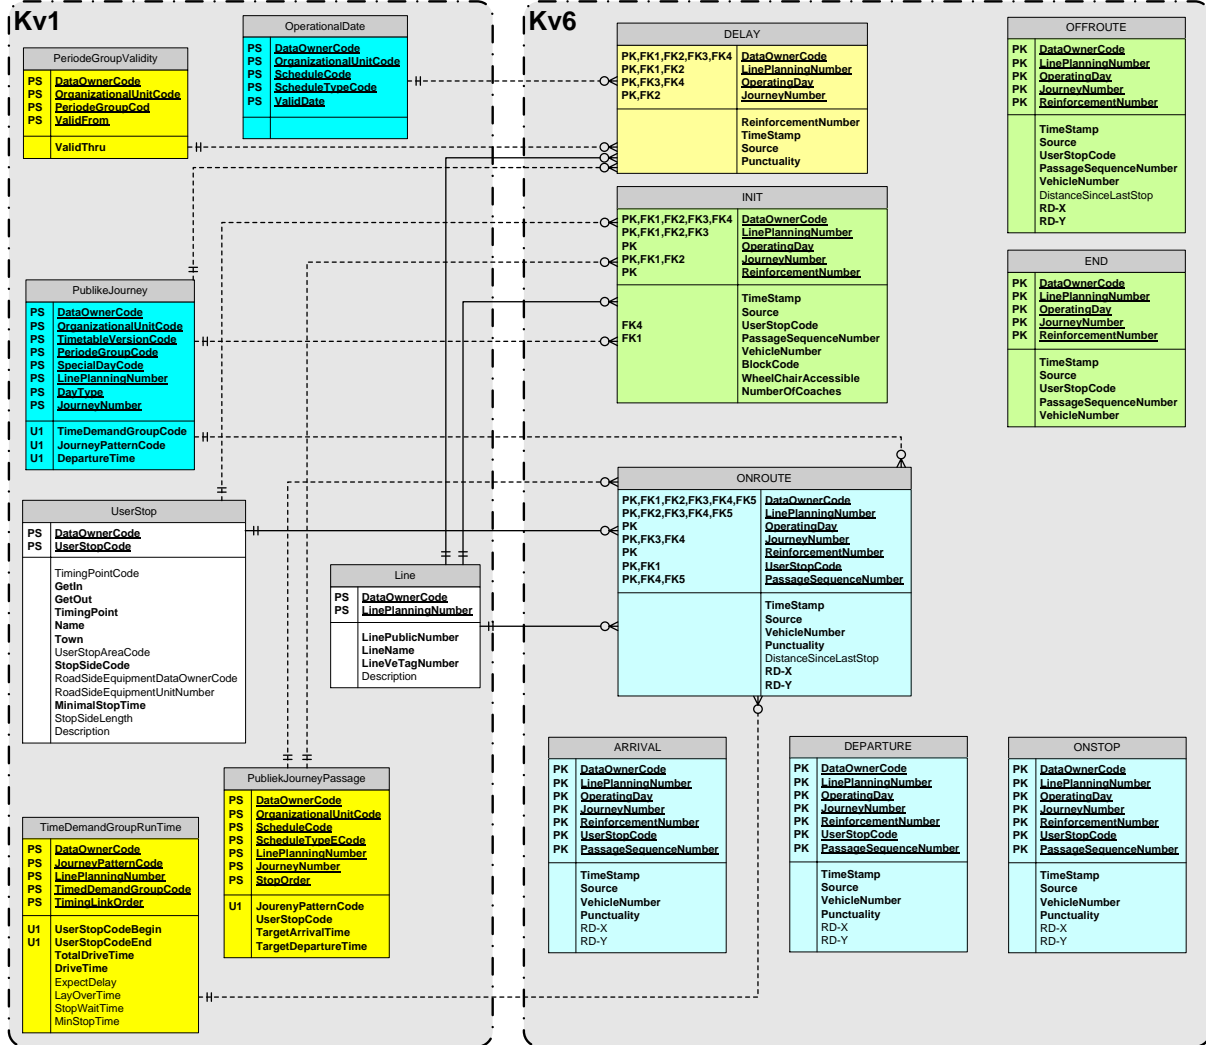 Kv1
OperationalDate
PS DataOwnerCode
PS OrganizationalUnitCode
PS ScheduleCode
PS ScheduleTypeCode
PS ValidDate
PeriodeGroupValidity
PS DataOwnerCode
PS OrganizationalUnitCode
PS PeriodeGroupCod
PS ValidFrom
ValidThru
PublikeJourney
PS DataOwnerCode
PS OrganizationalUnitCode
PS TimetableVersionCode
PS PeriodeGroupCode
PS SpecialDayCode
PS LinePlanningNumber
PS DayType
PS JourneyNumber
U1 TimeDemandGroupCode
U1 JourneyPatternCode
U1 DepartureTime
UserStop
PS DataOwnerCode
PS UserStopCode
TimingPointCode
GetIn
GetOut
TimingPoint
Name
Town
UserStopAreaCode
StopSideCode
RoadSideEquipmentDataOwnerCode
RoadSideEquipmentUnitNumber
MinimalStopTime
StopSideLength
Description
Line
PS DataOwnerCode
PS LinePlanningNumber
LinePublicNumber
LineName
LineVeTagNumber
Description
PubliekJourneyPassage
PS DataOwnerCode
PS OrganizationalUnitCode
PS ScheduleCode
PS ScheduleTypeECode
PS LinePlanningNumber
PS JourneyNumber
PS StopOrder
U1 JourenyPatternCode
UserStopCode
TargetArrivalTime
TargetDepartureTime
TimeDemandGroupRunTime
PS DataOwnerCode
PS JourneyPatternCode
PS LinePlanningNumber
PS TimedDemandGroupCode
PS TimingLinkOrder
U1 UserStopCodeBegin
U1 UserStopCodeEnd
TotalDriveTime
DriveTime
ExpectDelay
LayOverTime
StopWaitTime
MinStopTime
Kv6
DELAY
PK,FK1,FK2,FK3,FK4 DataOwnerCode
PK,FK1,FK2 LinePlanningNumber
PK,FK3,FK4 OperatingDay
PK,FK2 JourneyNumber
ReinforcementNumber
TimeStamp
Source
Punctuality
INIT
PK,FK1,FK2,FK3,FK4 DataOwnerCode
PK,FK1,FK2,FK3 LinePlanningNumber
PK OperatingDay
PK,FK1,FK2 JourneyNumber
PK ReinforcementNumber
TimeStamp
Source
FK4 UserStopCode
FK1 PassageSequenceNumber
VehicleNumber
BlockCode
WheelChairAccessible
NumberOfCoaches
OFFROUTE
PK DataOwnerCode
PK LinePlanningNumber
PK OperatingDay
PK JourneyNumber
PK ReinforcementNumber
TimeStamp
Source
UserStopCode
PassageSequenceNumber
VehicleNumber
DistanceSinceLastStop
RD-X
RD-Y
END
PK DataOwnerCode
PK LinePlanningNumber
PK OperatingDay
PK JourneyNumber
PK ReinforcementNumber
TimeStamp
Source
UserStopCode
PassageSequenceNumber
VehicleNumber
ONROUTE
PK,FK1,FK2,FK3,FK4,FK5 DataOwnerCode
PK,FK2,FK3,FK4,FK5 LinePlanningNumber
PK OperatingDay
PK,FK3,FK4 JourneyNumber
PK ReinforcementNumber
PK,FK1 UserStopCode
PK,FK4,FK5 PassageSequenceNumber
TimeStamp
Source
VehicleNumber
Punctuality
DistanceSinceLastStop
RD-X
RD-Y
ARRIVAL
PK DataOwnerCode
PK LinePlanningNumber
PK OperatingDay
PK JourneyNumber
PK ReinforcementNumber
PK UserStopCode
PK PassageSequenceNumber
TimeStamp
Source
VehicleNumber
Punctuality
RD-X
RD-Y
DEPARTURE
PK DataOwnerCode
PK LinePlanningNumber
PK OperatingDay
PK JourneyNumber
PK ReinforcementNumber
PK UserStopCode
PK PassageSequenceNumber
TimeStamp
Source
VehicleNumber
Punctuality
RD-X
RD-Y
ONSTOP
PK DataOwnerCode
PK LinePlanningNumber
PK OperatingDay
PK JourneyNumber
PK ReinforcementNumber
PK UserStopCode
PK PassageSequenceNumber
TimeStamp
Source
VehicleNumber
Punctuality
RD-X
RD-Y